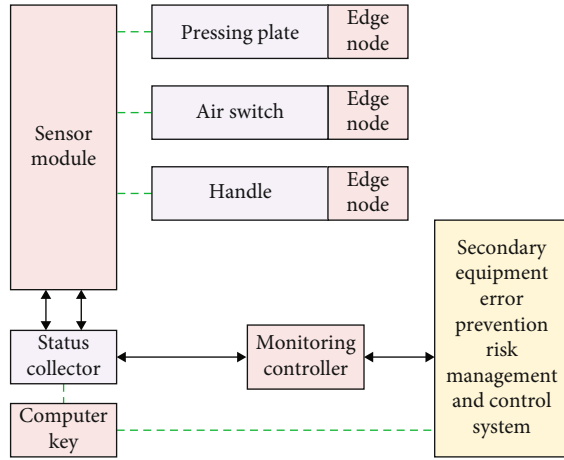 Pressing plate
Edge
node
Air switch
Edge
node
Handle
Edge
node
Sensor
module
Status
collector
Monitoring
controller
Computer
key
Secondary
equipment
error
prevention
risk
management
and control
system